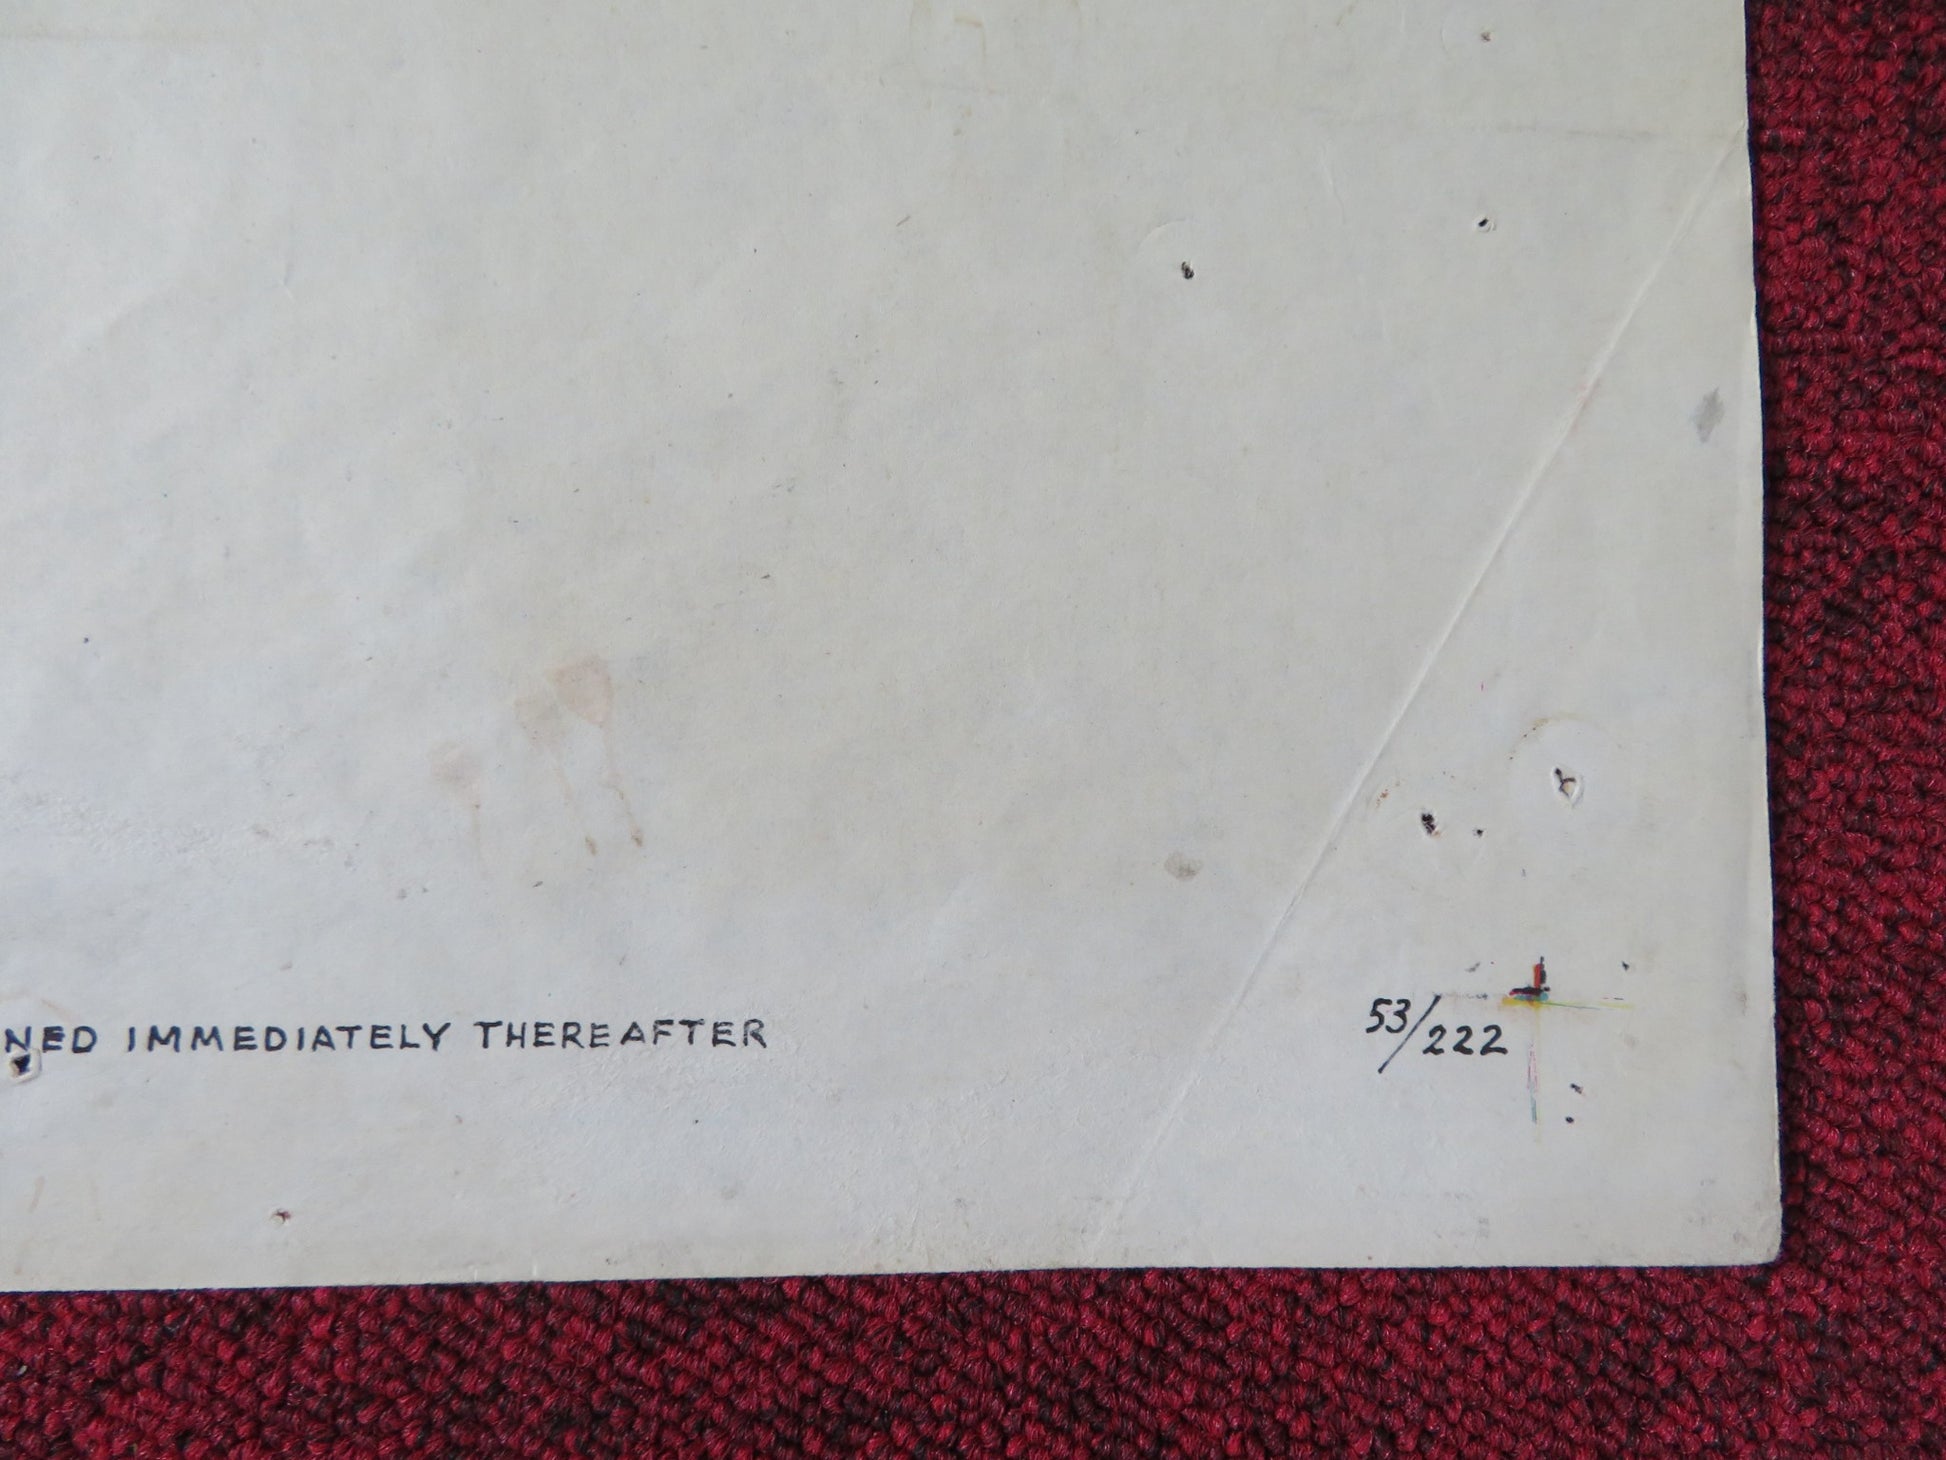 NED IMMEDIATELY THEREAFTER
53/222